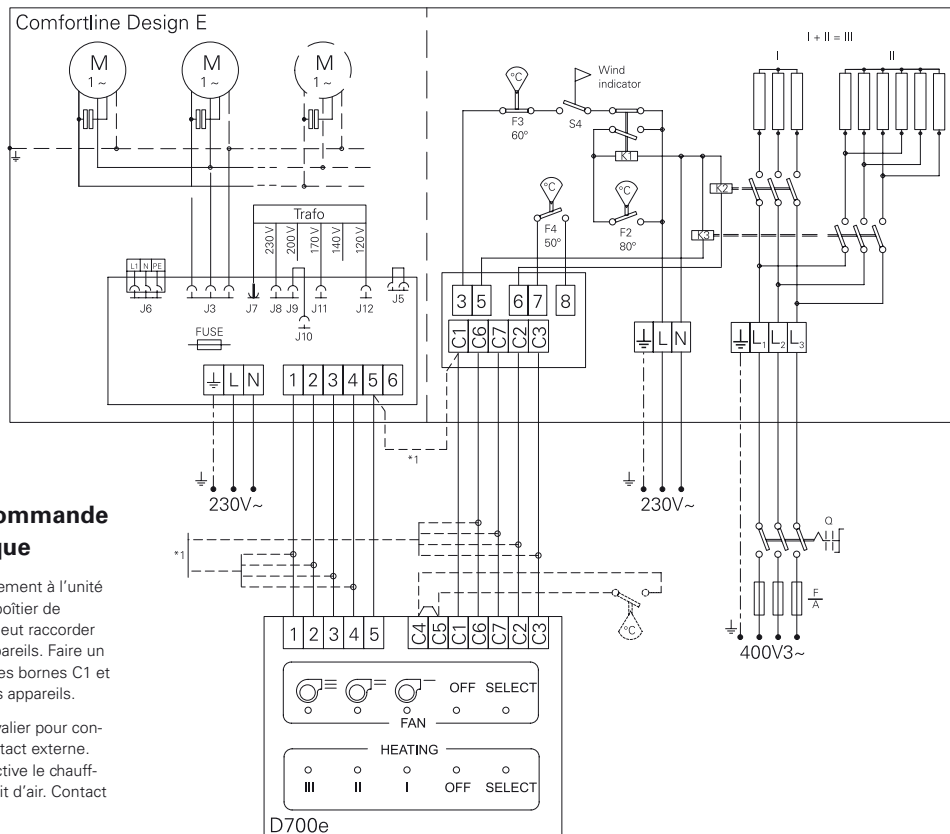 Comfortline Design E
M
1~
M
1~
M
1~
I + II = III
I
II
°C
Wind
indicator
F3
60°
S4
K1
°C
°C
F4
50°
F2
80°
K2
K3
Trafo
230 V
200 V
170 V
140 V
120 V
L1 N PE
J6
J3
J7
J8
J9
J10
J11
J12
J5
FUSE
3 5 6 7 8
C1 C6 C7 C2 C3
L N
1 2 3 4 5 6
L N
L1 L2 L3
*1
230V~
230V~
*1
Q
F
A
400V3~
ommande
que
ement à l'unité
oîtier de
eut raccorder
pareils. Faire un
es bornes C1 et
s appareils.
valier pour con-
tact externe.
ctive le chauff-
it d'air. Contact
°C
1 2 3 4 5
C4 C5 C1 C6 C7 C2 C3
OFF SELECT
FAN
HEATING
III II I OFF SELECT
D700e